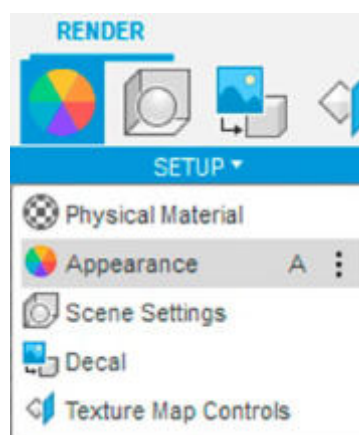 RENDER
SETUP
Physical Material
Appearance A
Scene Settings
Decal
Texture Map Controls